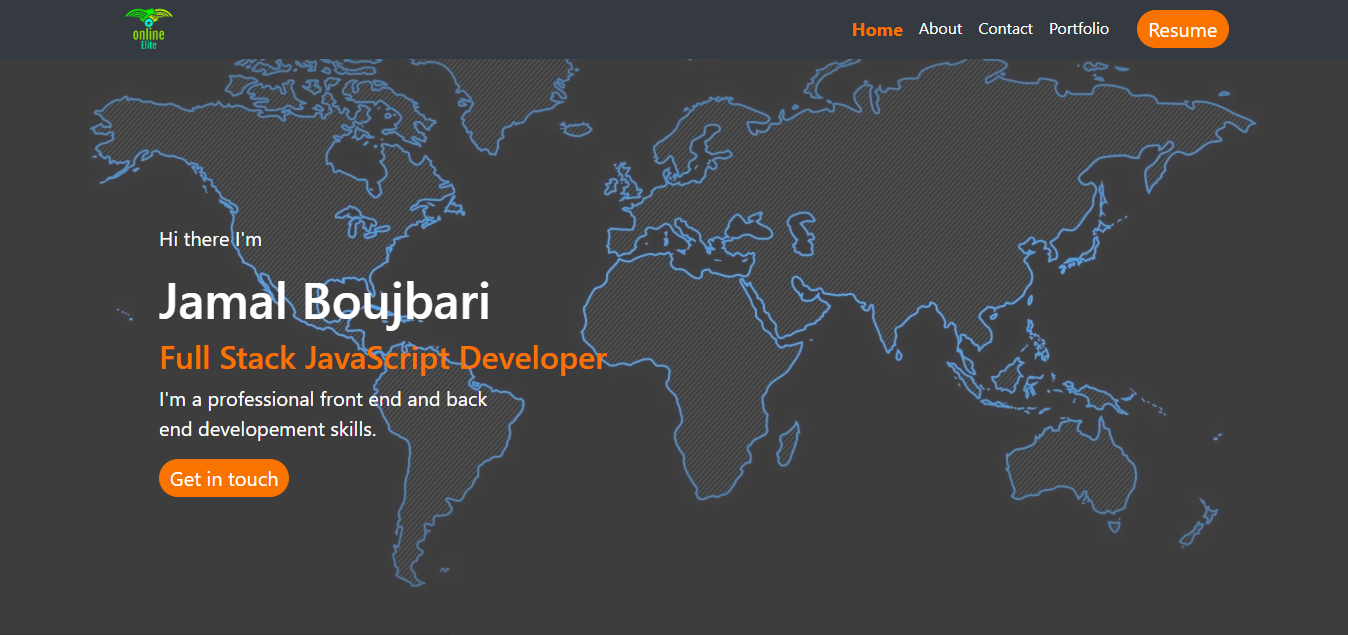 online
Elite
Home About Contact Portfolio Resume
Hi there I'm
Jamal Boujbari
Full Stack JavaScript Developer
I'm a professional front end and back
end developement skills.
Get in touch